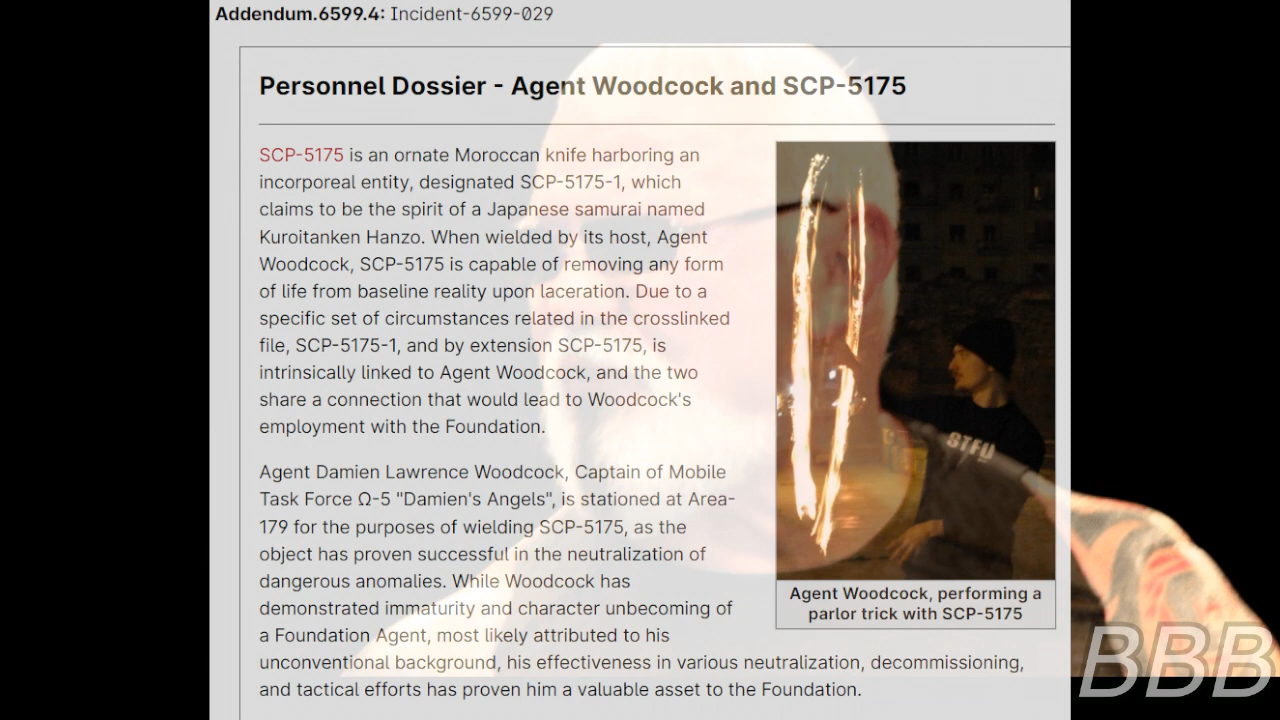 Addendum.6599.4: Incident-6599-029
Personnel Dossier - Agent Woodcock and SCP-5175
SCP-5175 is an ornate Moroccan knife harboring an
incorporeal entity, designated SCP-5175-1, which
claims to be the spirit of a Japanese samurai named
Kuroitanken Hanzo. When wielded by its host, Agent
Woodcock, SCP-5175 is capable of removing any form
of life from baseline reality upon laceration. Due to a
specific set of circumstances related in the crosslinked
file, SCP-5175-1, and by extension SCP-5175, is
intrinsically linked to Agent Woodcock, and the two
share a connection that would lead to Woodcock's
employment with the Foundation.
Agent Damien Lawrence Woodcock, Captain of Mobile
Task Force Ω-5 "Damien's Angels", is stationed at Area-
179 for the purposes of wielding SCP-5175, as the
object has proven successful in the neutralization of
dangerous anomalies. While Woodcock has
demonstrated immaturity and character unbecoming of
a Foundation Agent, most likely attributed to his
unconventional background, his effectiveness in various neutralization, decommissioning,
and tactical efforts has proven him a valuable asset to the Foundation.
STFU
Agent Woodcock, performing a
parlor trick with SCP-5175
BBB